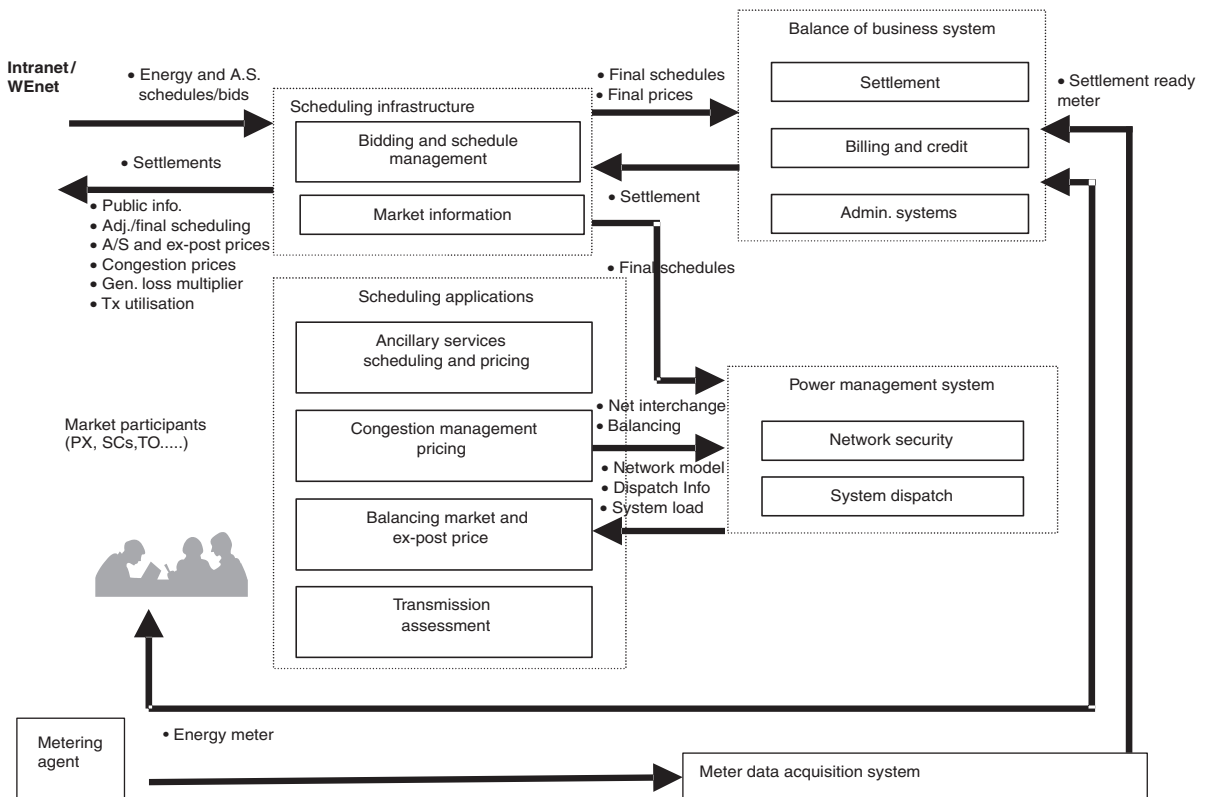 Intranet/
WEnet
• Energy and A.S.
schedules/bids
• Settlements
• Public info.
• Adj./final scheduling
• A/S and ex-post prices
• Congestion prices
• Gen. loss multiplier
• Tx utilisation
Scheduling infrastructure
Bidding and schedule
management
Market information
• Final schedules
• Final prices
• Settlement
• Final schedules
Balance of business system
Settlement
Billing and credit
Admin. systems
• Settlement ready
meter
Scheduling applications
Ancillary services
scheduling and pricing
Congestion management
pricing
Balancing market and
ex-post price
Transmission
assessment
• Net interchange
• Balancing
• Network model
• Dispatch Info
• System load
Power management system
Network security
System dispatch
Market participants
(PX, SCs,TO.....)
Metering
agent
• Energy meter
Meter data acquisition system